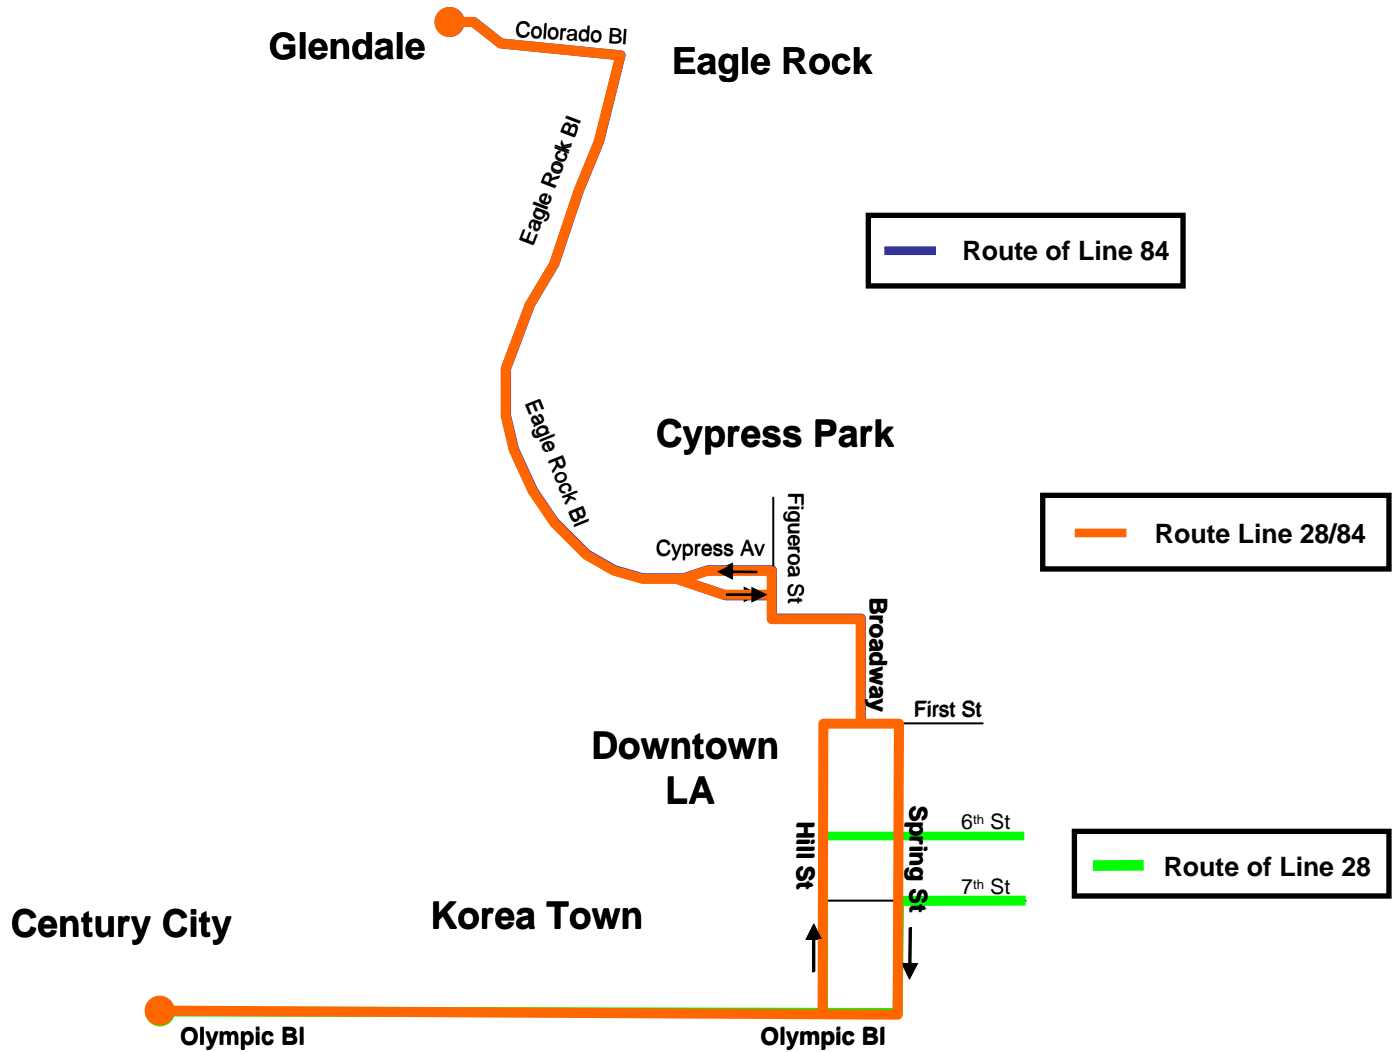 Colorado Bl
Glendale
Eagle Rock
Eagle Rock Bl
Route of Line 84
Eagle Rock Bl
Cypress Park
Figueroa St
Route Line 28/84
Cypress Av
Broadway
First St
Downtown
LA
Hill St
Spring St
6th St
7th St
Route of Line 28
Century City
Korea Town
Olympic Bl
Olympic Bl